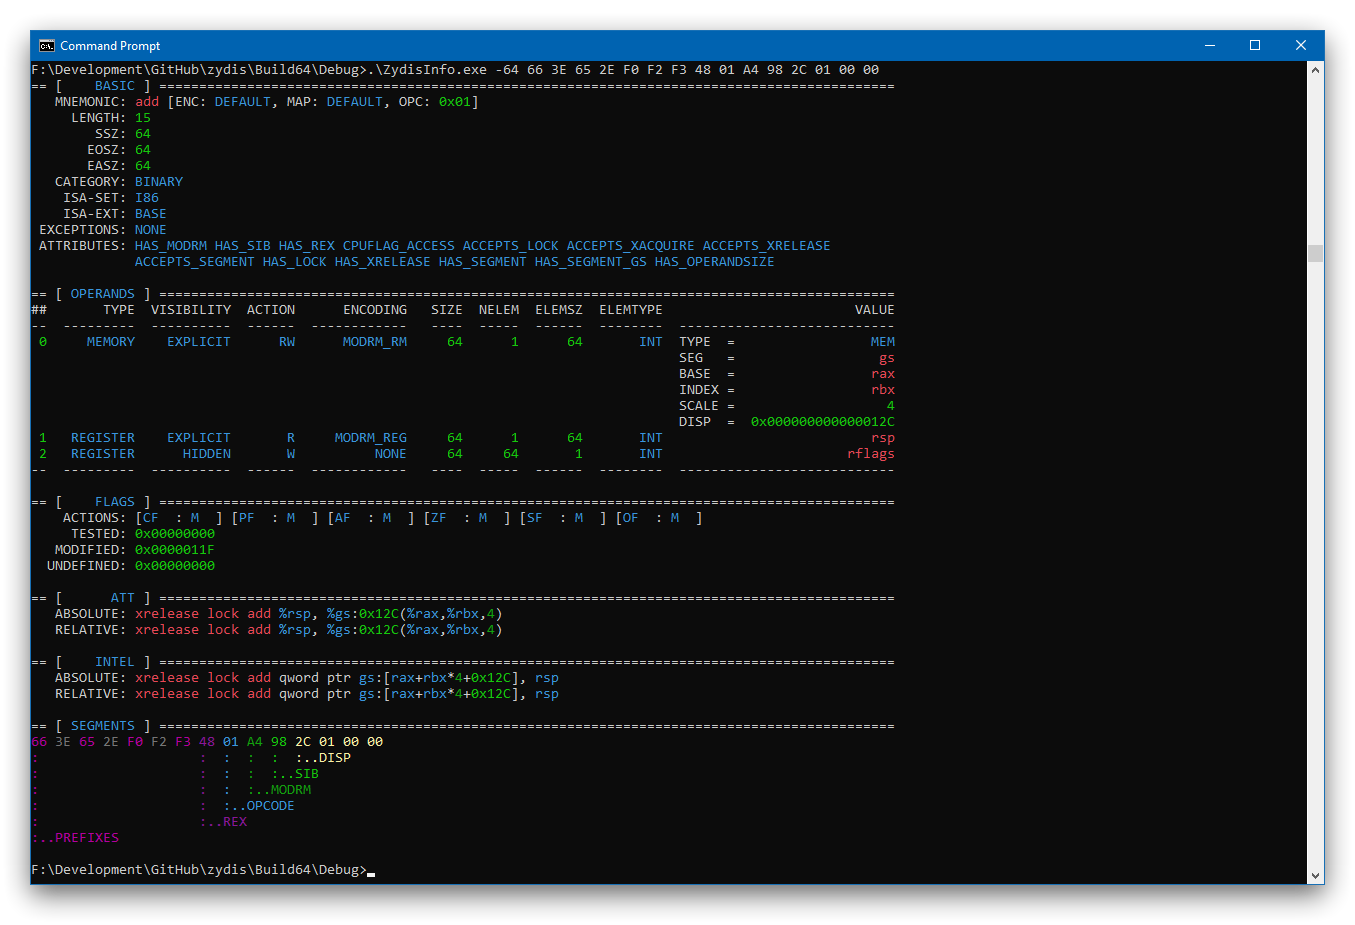 Command Prompt
F:\Development\GitHub\zydis\Build64\Debug>.\ZydisInfo.exe -64 66 3E 65 2E F0 F2 F3 48 01 A4 98 2C 01 00 00
== [    BASIC ] ============================================================================================
   MNEMONIC: add [ENC: DEFAULT, MAP: DEFAULT, OPC: 0x01]
     LENGTH: 15
        SSZ: 64
       EOSZ: 64
       EASZ: 64
   CATEGORY: BINARY
    ISA-SET: I86
    ISA-EXT: BASE
 EXCEPTIONS: NONE
 ATTRIBUTES: HAS_MODRM HAS_SIB HAS_REX CPUFLAG_ACCESS ACCEPTS_LOCK ACCEPTS_XACQUIRE ACCEPTS_XRELEASE
             ACCEPTS_SEGMENT HAS_LOCK HAS_XRELEASE HAS_SEGMENT HAS_SEGMENT_GS HAS_OPERANDSIZE
== [ OPERANDS ] ============================================================================================
##       TYPE  VISIBILITY  ACTION      ENCODING   SIZE  NELEM  ELEMSZ  ELEMTYPE                        VALUE
--  ---------  ----------  ------  ------------   ----  -----  ------  --------  ---------------------------
 0     MEMORY    EXPLICIT      RW      MODRM_RM     64      1      64       INT  TYPE  =                 MEM
                                                                                 SEG   =                  gs
                                                                                 BASE  =                 rax
                                                                                 INDEX =                 rbx
                                                                                 SCALE =                   4
                                                                                 DISP  =  0x000000000000012C
 1   REGISTER    EXPLICIT       R     MODRM_REG     64      1      64       INT                          rsp
 2   REGISTER      HIDDEN       W          NONE     64     64       1       INT                       rflags
--  ---------  ----------  ------  ------------   ----  -----  ------  --------  ---------------------------
== [    FLAGS ] ============================================================================================
    ACTIONS: [CF  : M  ] [PF  : M  ] [AF  : M  ] [ZF  : M  ] [SF  : M  ] [OF  : M  ]
     TESTED: 0x00000000
   MODIFIED: 0x0000011F
  UNDEFINED: 0x00000000
== [      ATT ] ============================================================================================
   ABSOLUTE: xrelease lock add %rsp, %gs:0x12C(%rax,%rbx,4)
   RELATIVE: xrelease lock add %rsp, %gs:0x12C(%rax,%rbx,4)
== [    INTEL ] ============================================================================================
   ABSOLUTE: xrelease lock add qword ptr gs:[rax+rbx*4+0x12C], rsp
   RELATIVE: xrelease lock add qword ptr gs:[rax+rbx*4+0x12C], rsp
== [ SEGMENTS ] ============================================================================================
66 3E 65 2E F0 F2 F3 48 01 A4 98 2C 01 00 00
:                    :  :  :  :  :..DISP
:                    :  :  :  :..SIB
:                    :  :  :..MODRM
:                    :  :..OPCODE
:                    :..REX
:..PREFIXES
F:\Development\GitHub\zydis\Build64\Debug>